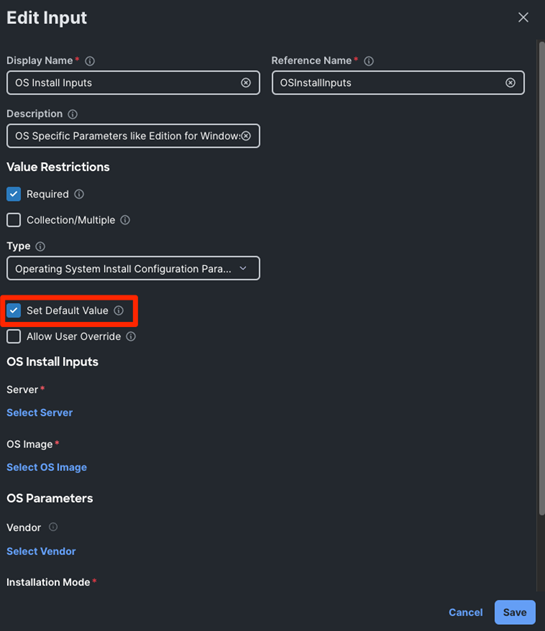 Edit Input
Display Name * Reference Name *
OS Install Inputs OSInstallInputs
Description
OS Specific Parameters like Edition for Windows
Value Restrictions
Required
Collection/Multiple
Type
Operating System Install Configuration Para...
Set Default Value
Allow User Override
OS Install Inputs
Server *
Select Server
OS Image *
Select OS Image
OS Parameters
Vendor
Select Vendor
Installation Mode *
Cancel Save